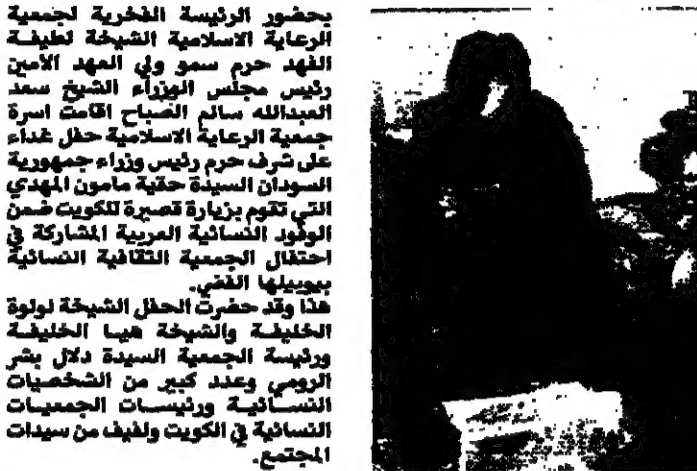 بحضور الرئيسة الفخرية لجمعية
الرعاية الاسلامية الشيخة لطيفة
الفهد حرم سمو ولي العهد الأمين
رئيس مجلس الوزراء الشيخ سعد
العبدالله سالم الصباح اقامت اسرة
جمعية الرعاية الاسلامية حفل غداء
على شرف حرم رئيس وزراء جمهورية
السودان السيدة حفية مامون المهدي
التي تقوم بزيارة قصيرة للكويت ضمن
الوفود النسائية العربية المشاركة في
احتفال الجمعية الثقافية النسائية
بيوبيلها الفضي.
هذا وقد حضرت الحفل الشيخة لولوة
الخليفة والشيخة هيا الخليفة
ورئيسة الجمعية السيدة دلال بشر
الرومي وعدد كبير من الشخصيات
النسائية ورئيسات الجمعيات
النسائية في الكويت ولفيف من سيدات
المجتمع.